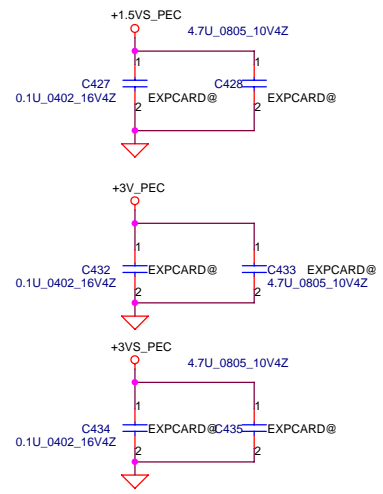 +1.5VS_PEC
4.7U_0805_10V4Z
1 1
C427 C428
EXPCARD@ EXPCARD@
0.1U_0402_16V4Z
2 2
+3V_PEC
1 1
C432 EXPCARD@ C433 EXPCARD@
0.1U_0402_16V4Z 4.7U_0805_10V4Z
2 2
+3VS_PEC
4.7U_0805_10V4Z
1 1
C434 EXPCARD@ C435 EXPCARD@
0.1U_0402_16V4Z
2 2